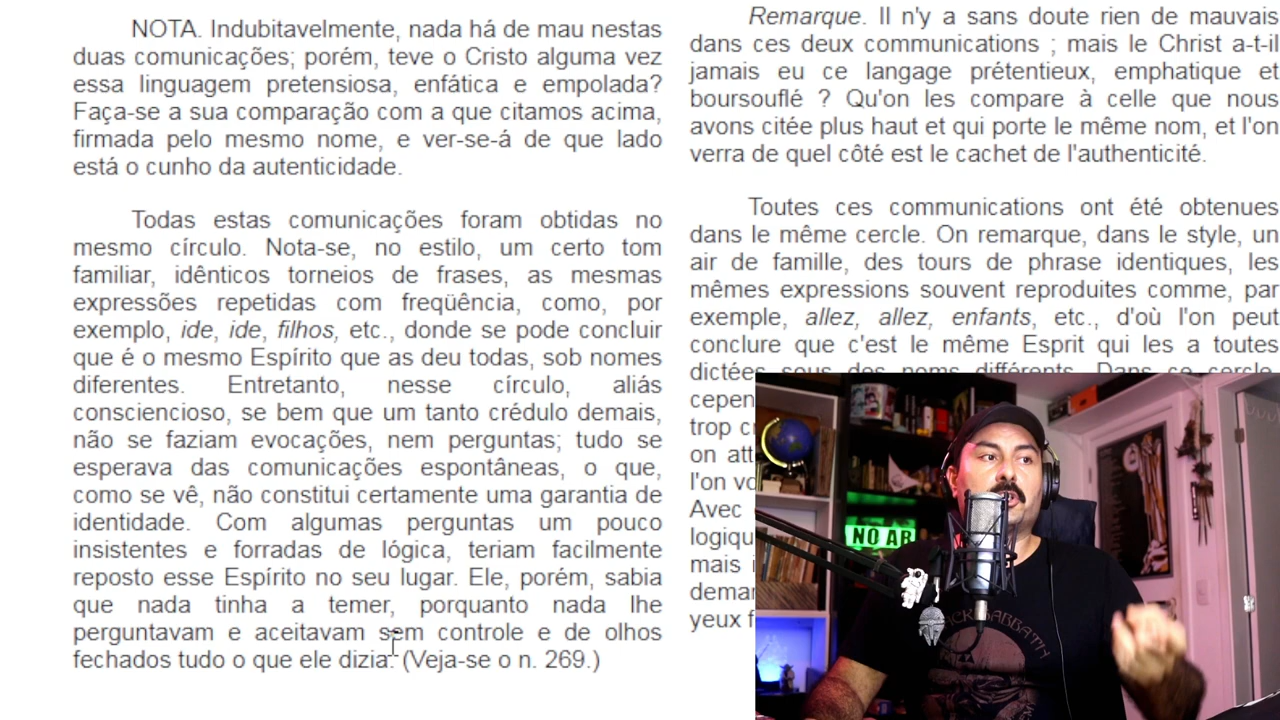 NOTA. Indubitavelmente, nada há de mau nestas
duas comunicações; porém, teve o Cristo alguma vez
essa linguagem pretensiosa, enfática e empolada?
Faça-se a sua comparação com a que citamos acima,
firmada pelo mesmo nome, e ver-se-á de que lado
está o cunho da autenticidade.
Todas estas comunicações foram obtidas no
mesmo círculo. Nota-se, no estilo, um certo tom
familiar, idênticos torneios de frases, as mesmas
expressões repetidas com freqüência, como, por
exemplo, ide, ide, filhos, etc., donde se pode concluir
que é o mesmo Espírito que as deu todas, sob nomes
diferentes. Entretanto, nesse círculo, aliás
consciencioso, se bem que um tanto crédulo demais,
não se faziam evocações, nem perguntas; tudo se
esperava das comunicações espontâneas, o que,
como se vê, não constitui certamente uma garantia de
identidade. Com algumas perguntas um pouco
insistentes e forradas de lógica, teriam facilmente
reposto esse Espírito no seu lugar. Ele, porém, sabia
que nada tinha a temer, porquanto nada lhe
perguntavam e aceitavam sem controle e de olhos
fechados tudo o que ele dizia. (Veja-se o n. 269.)
Remarque. Il n'y a sans doute rien de mauvais
dans ces deux communications ; mais le Christ a-t-il
jamais eu ce langage prétentieux, emphatique et
boursouflé ? Qu'on les compare à celle que nous
avons citée plus haut et qui porte le même nom, et l'on
verra de quel côté est le cachet de l'authenticité.
Toutes ces communications ont été obtenues
dans le même cercle. On remarque, dans le style, un
air de famille, des tours de phrase identiques, les
mêmes expressions souvent reproduites comme, par
exemple, allez, allez, enfants, etc., d'où l'on peut
conclure que c'est le même Esprit qui les a toutes
dictées sous des noms différents. Dans ce cercle,
cepen
trop c
on att
l'on vo
Avec
logiqu
mais i
dema
yeux f
NO AR
BLACK SABBATH